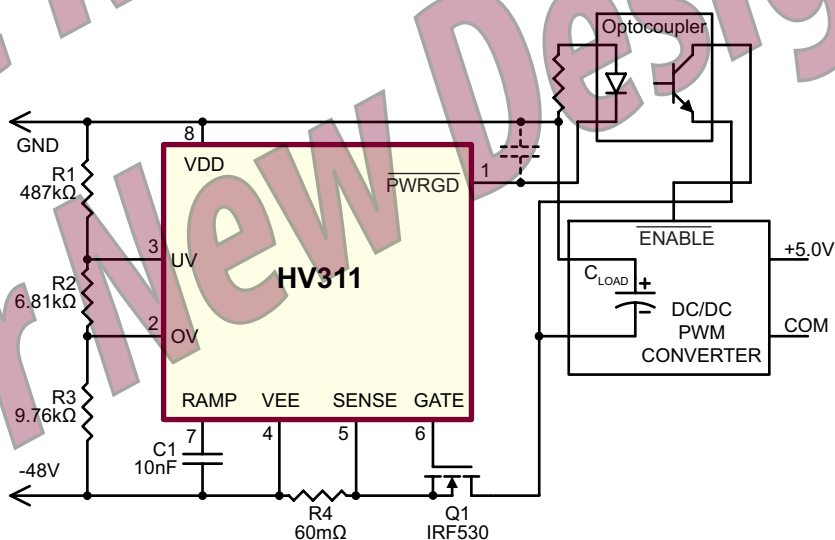 r New Desig
Optocoupler
GND
8
VDD
1
PWRGD
R1
487kΩ
3
UV
ENABLE
+5.0V
HV311
R2
6.81kΩ
2
OV
CLOAD
+
-
DC/DC
PWM
CONVERTER
COM
R3
9.76kΩ
RAMP
VEE
SENSE
GATE
7
4
5
6
C1
10nF
-48V
R4
60mΩ
Q1
IRF530